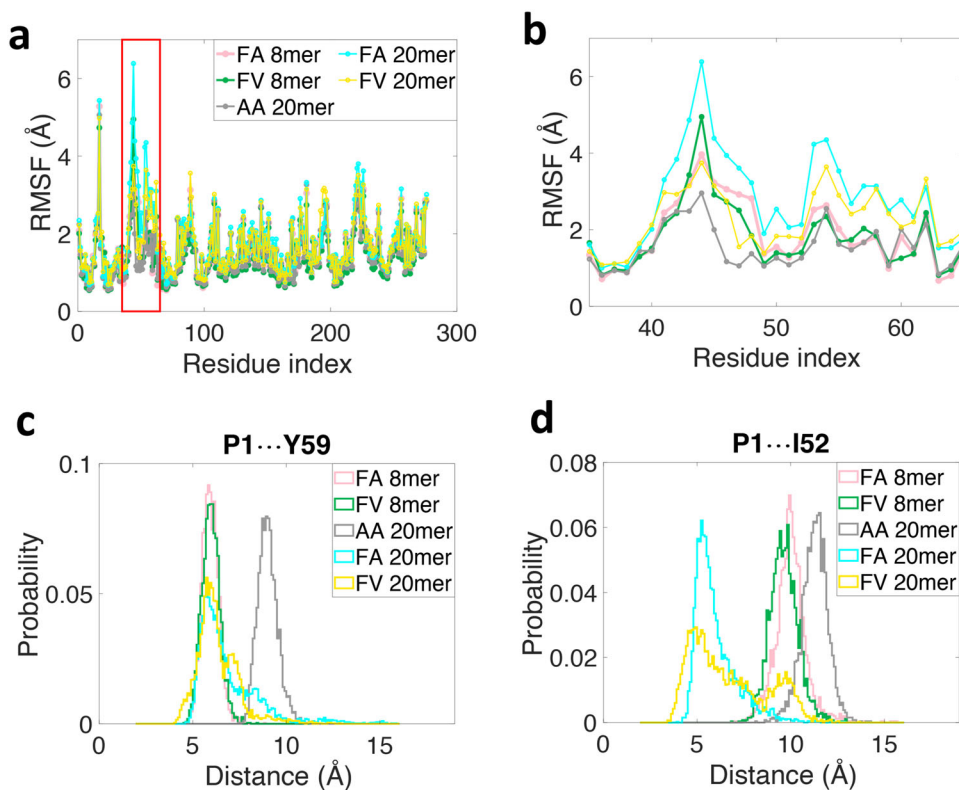 a
RMSF (Å)
6
4
2
0
0
100
200
300
Residue index
FA 8mer
FA 20mer
FV 8mer
FV 20mer
AA 20mer
b
RMSF (Å)
6
4
2
0
40
50
60
Residue index
c
P1···Y59
Probability
0.1
0.05
0
0
5
10
15
Distance (Å)
FA 8mer
FV 8mer
AA 20mer
FA 20mer
FV 20mer
d
P1···I52
Probability
0.08
0.06
0.04
0.02
0
0
5
10
15
Distance (Å)
FA 8mer
FV 8mer
AA 20mer
FA 20mer
FV 20mer